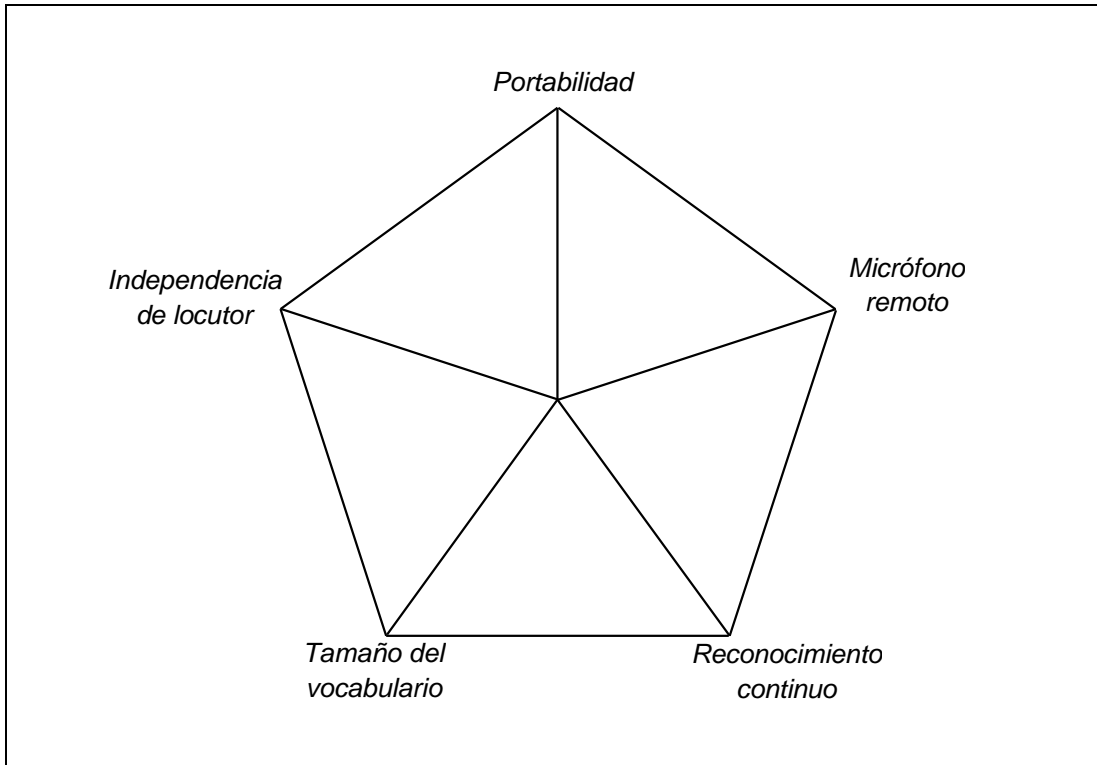 Portabilidad
Micrófono
remoto
Independencia
de locutor
Tamaño del
vocabulario
Reconocimiento
continuo